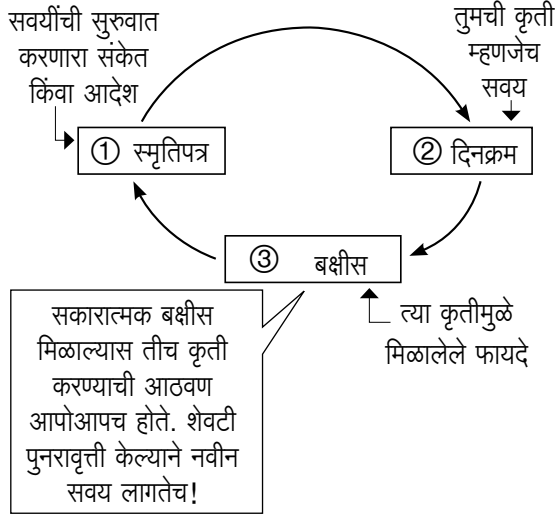 सवयींची सुरुवात
करणारा संकेत
किंवा आदेश
① स्मृतिपत्र
तुमची कृती
म्हणजेच
सवय
② दिनक्रम
③ बक्षीस
त्या कृतीमुळे
मिळालेले फायदे
सकारात्मक बक्षीस
मिळाल्यास तीच कृती
करण्याची आठवण
आपोआपच होते. शेवटी
पुनरावृत्ती केल्याने नवीन
सवय लागतेच!